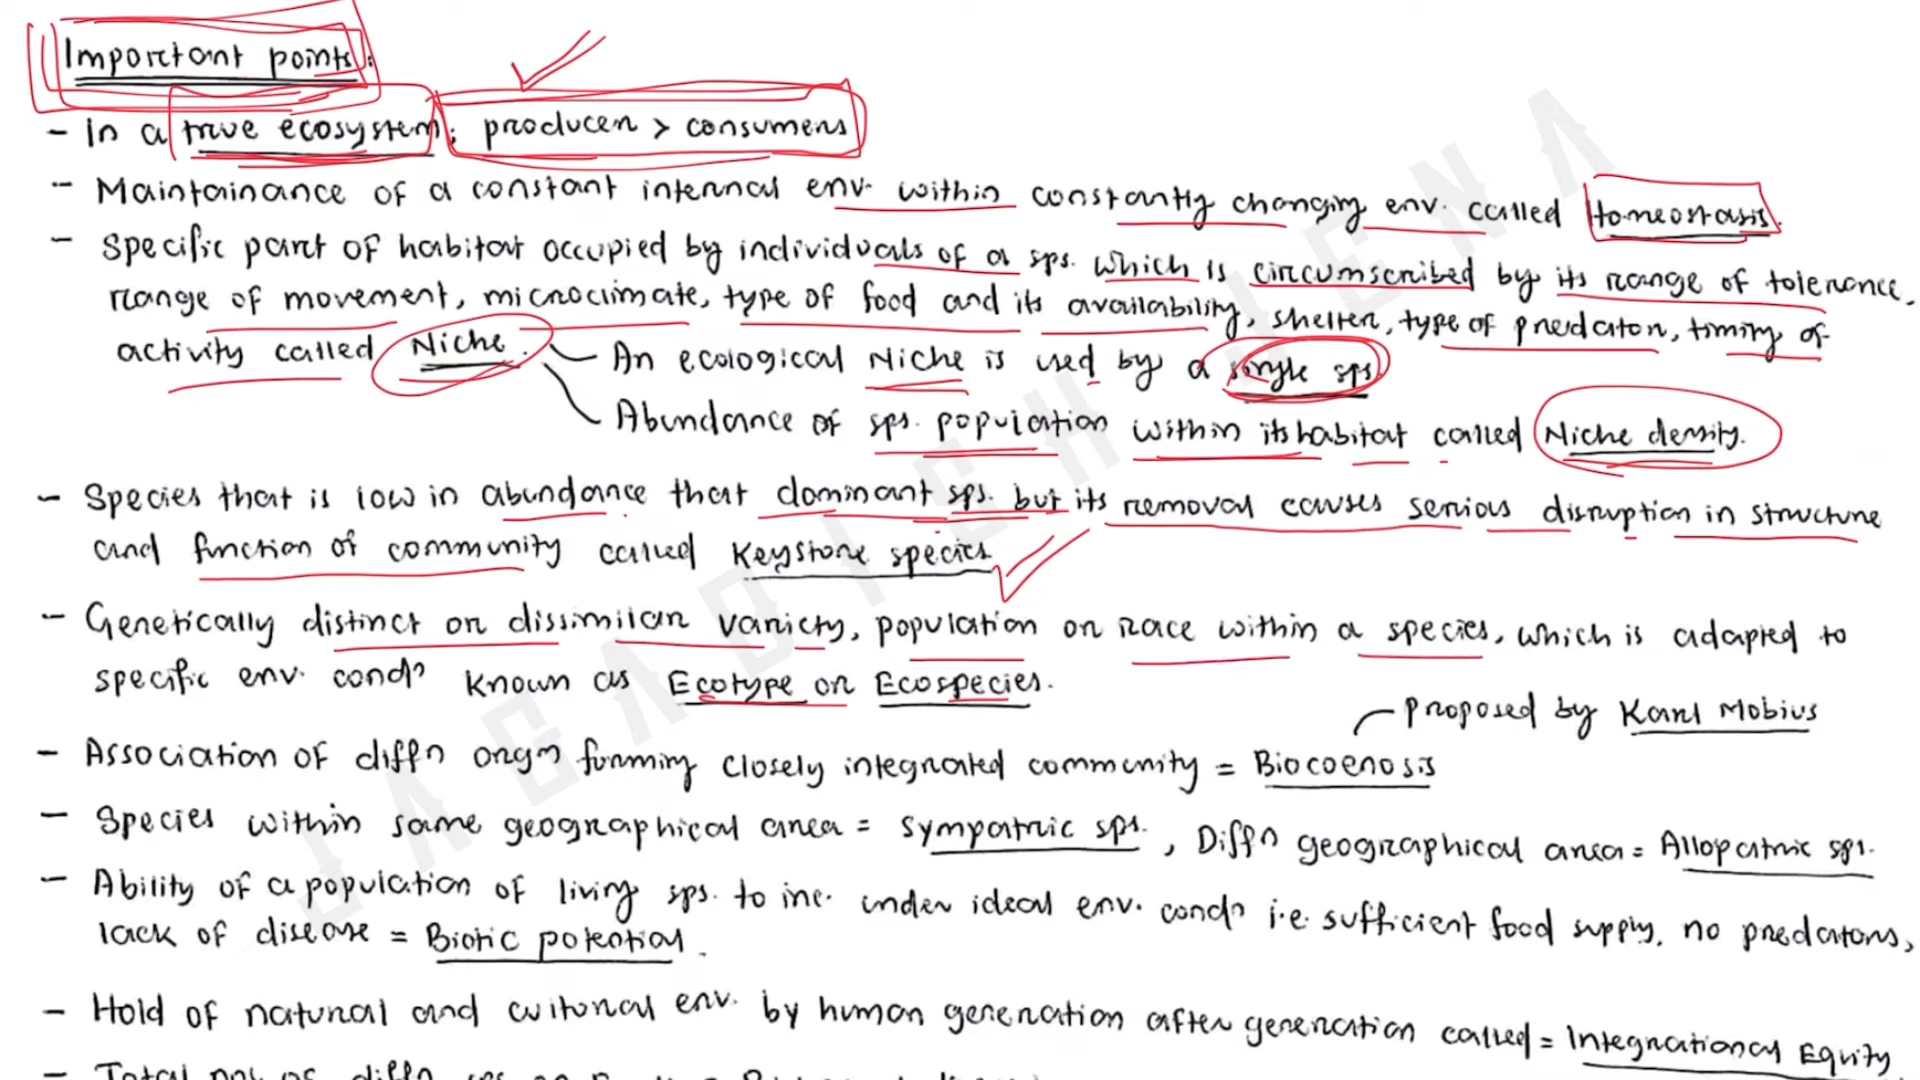 Important points:
- In a true ecosystem; producer > consumers
- Maintainance of a constant internal env. within constantly changing env. called Homeostasis.
- Specific part of habitat occupied by individuals of a sps. which is circumscribed by its range of tolerance,
range of movement, microcimate, type of food and its availability, shelter, type of predator, timing of
activity called Niche.
An ecological Niche is used by a single sps
Abundance of sps. population within its habitat called Niche density.
- Species that is low in abundance that dominant sps. but its removal causes serious disruption in structure
and function of community called Keystone species
- Genetically distinct or dissimilar variety, population or race within a species, which is adapted to
specific env. condn known as Ecotype or Ecospecies.
proposed by Karl Mobius
- Association of diffn orgn forming closely integrated community = Biocoenosis
- Species within same geographical area = Sympatric sps., Diffn geographical area = Allopatric sps.
- Ability of a population of living sps. to inc. under ideal env. condn i.e. sufficient food supply, no predators,
lack of disease = Biotic potential.
- Hold of natural and cultural env. by human generation after generation called = Integrational Equity
JAGADISH JENA